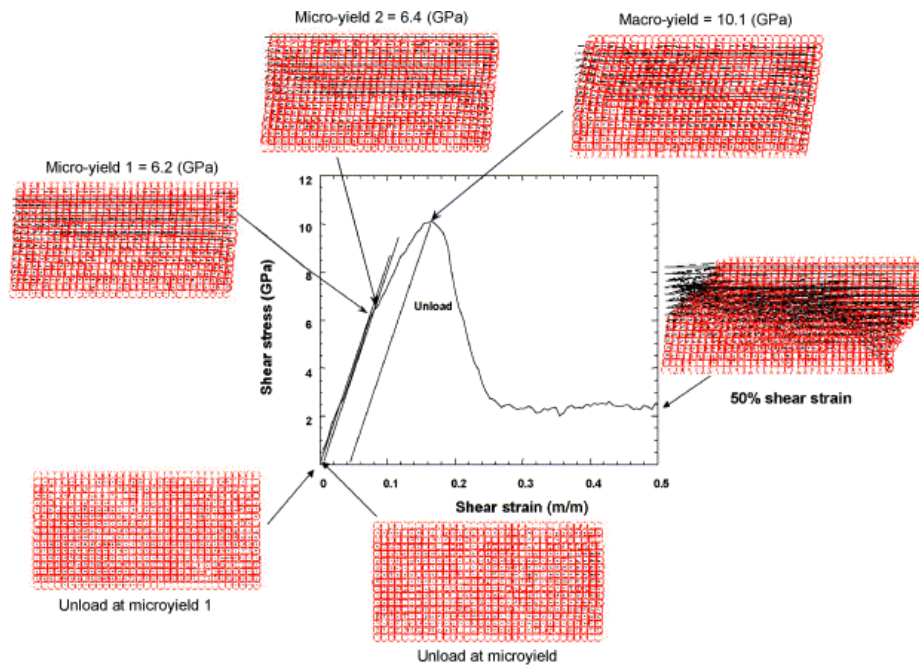 Micro-yield 2 = 6.4 (GPa)
Macro-yield = 10.1 (GPa)
Micro-yield 1 = 6.2 (GPa)
12
10
8
6
4
2
0
0.1
0.2
0.3
0.4
0.5
Shear stress (GPa)
Unload
Shear strain (m/m)
50% shear strain
Unload at microyield 1
Unload at microyield